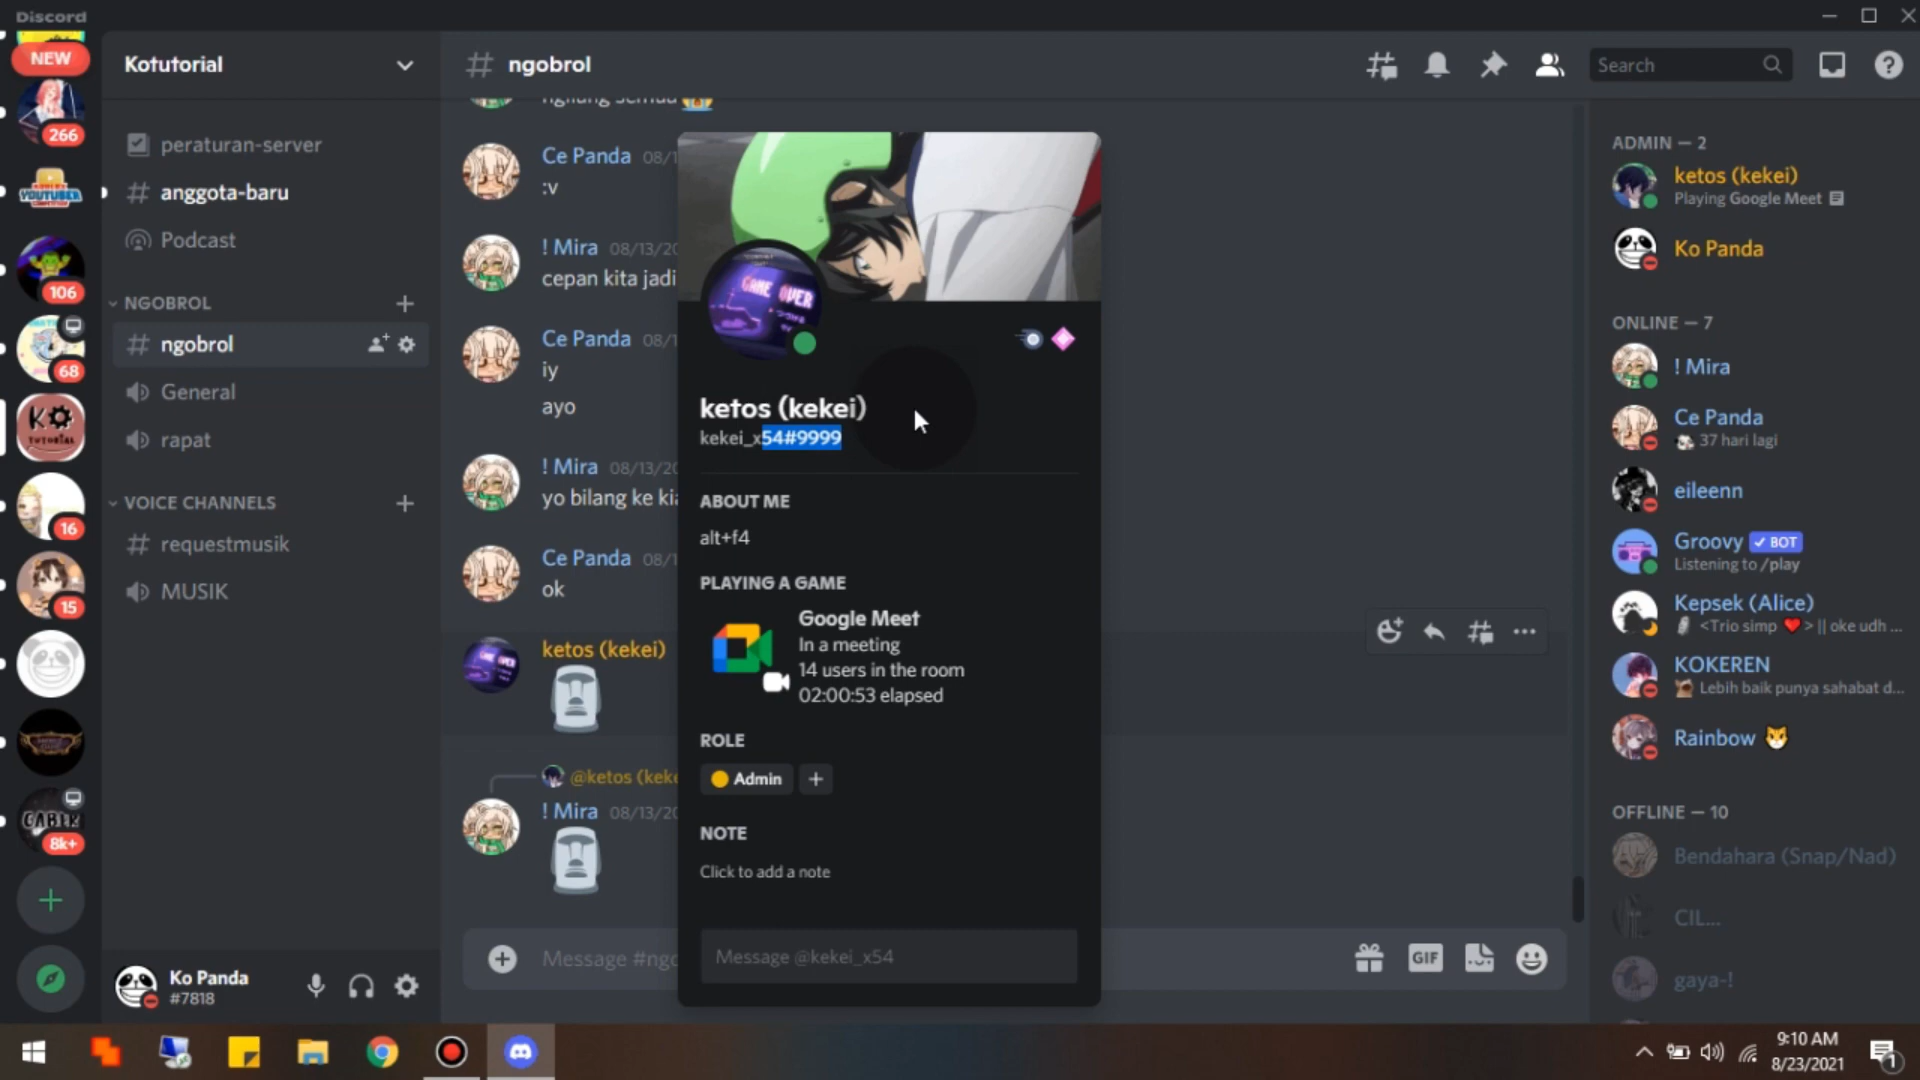 Discord
NEW
266
YOUTUBER
106
68
KO
TUTORIAL
16
15
8k+
Kotutorial
peraturan-server
anggota-baru
Podcast
NGOBROL
ngobrol
General
rapat
VOICE CHANNELS
requestmusik
MUSIK
Ko Panda
#7818
ngobrol
Search
ngilang semua
Ce Panda 08/1
:v
! Mira 08/13/20
cepan kita jadi
Ce Panda 08/1
iy
ayo
! Mira 08/13/20
yo bilang ke kia
Ce Panda 08/1
ok
ketos (kekei)
@ketos (keke
! Mira 08/13/20
Message #ngo
GIF
GAME OVER
ketos (kekei)
kekei_x54#9999
ABOUT ME
alt+f4
PLAYING A GAME
Google Meet
In a meeting
14 users in the room
02:00:53 elapsed
ROLE
Admin
NOTE
Click to add a note
Message @kekei_x54
ADMIN — 2
ketos (kekei)
Playing Google Meet
Ko Panda
ONLINE — 7
! Mira
Ce Panda
37 hari lagi
eileenn
Groovy BOT
Listening to /play
Kepsek (Alice)
<Trio simp ❤ > || oke udh ...
KOKEREN
Lebih baik punya sahabat d...
Rainbow
OFFLINE — 10
Bendahara (Snap/Nad)
CIL...
gaya-!
9:10 AM
8/23/2021
1